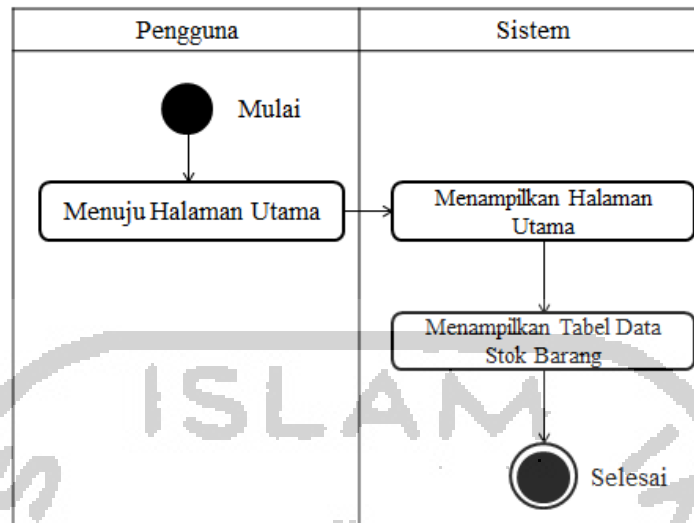 Pengguna
Sistem
Mulai
Menuju Halaman Utama
Menampilkan Halaman
Utama
Menampilkan Tabel Data
Stok Barang
ISLAM
Selesai